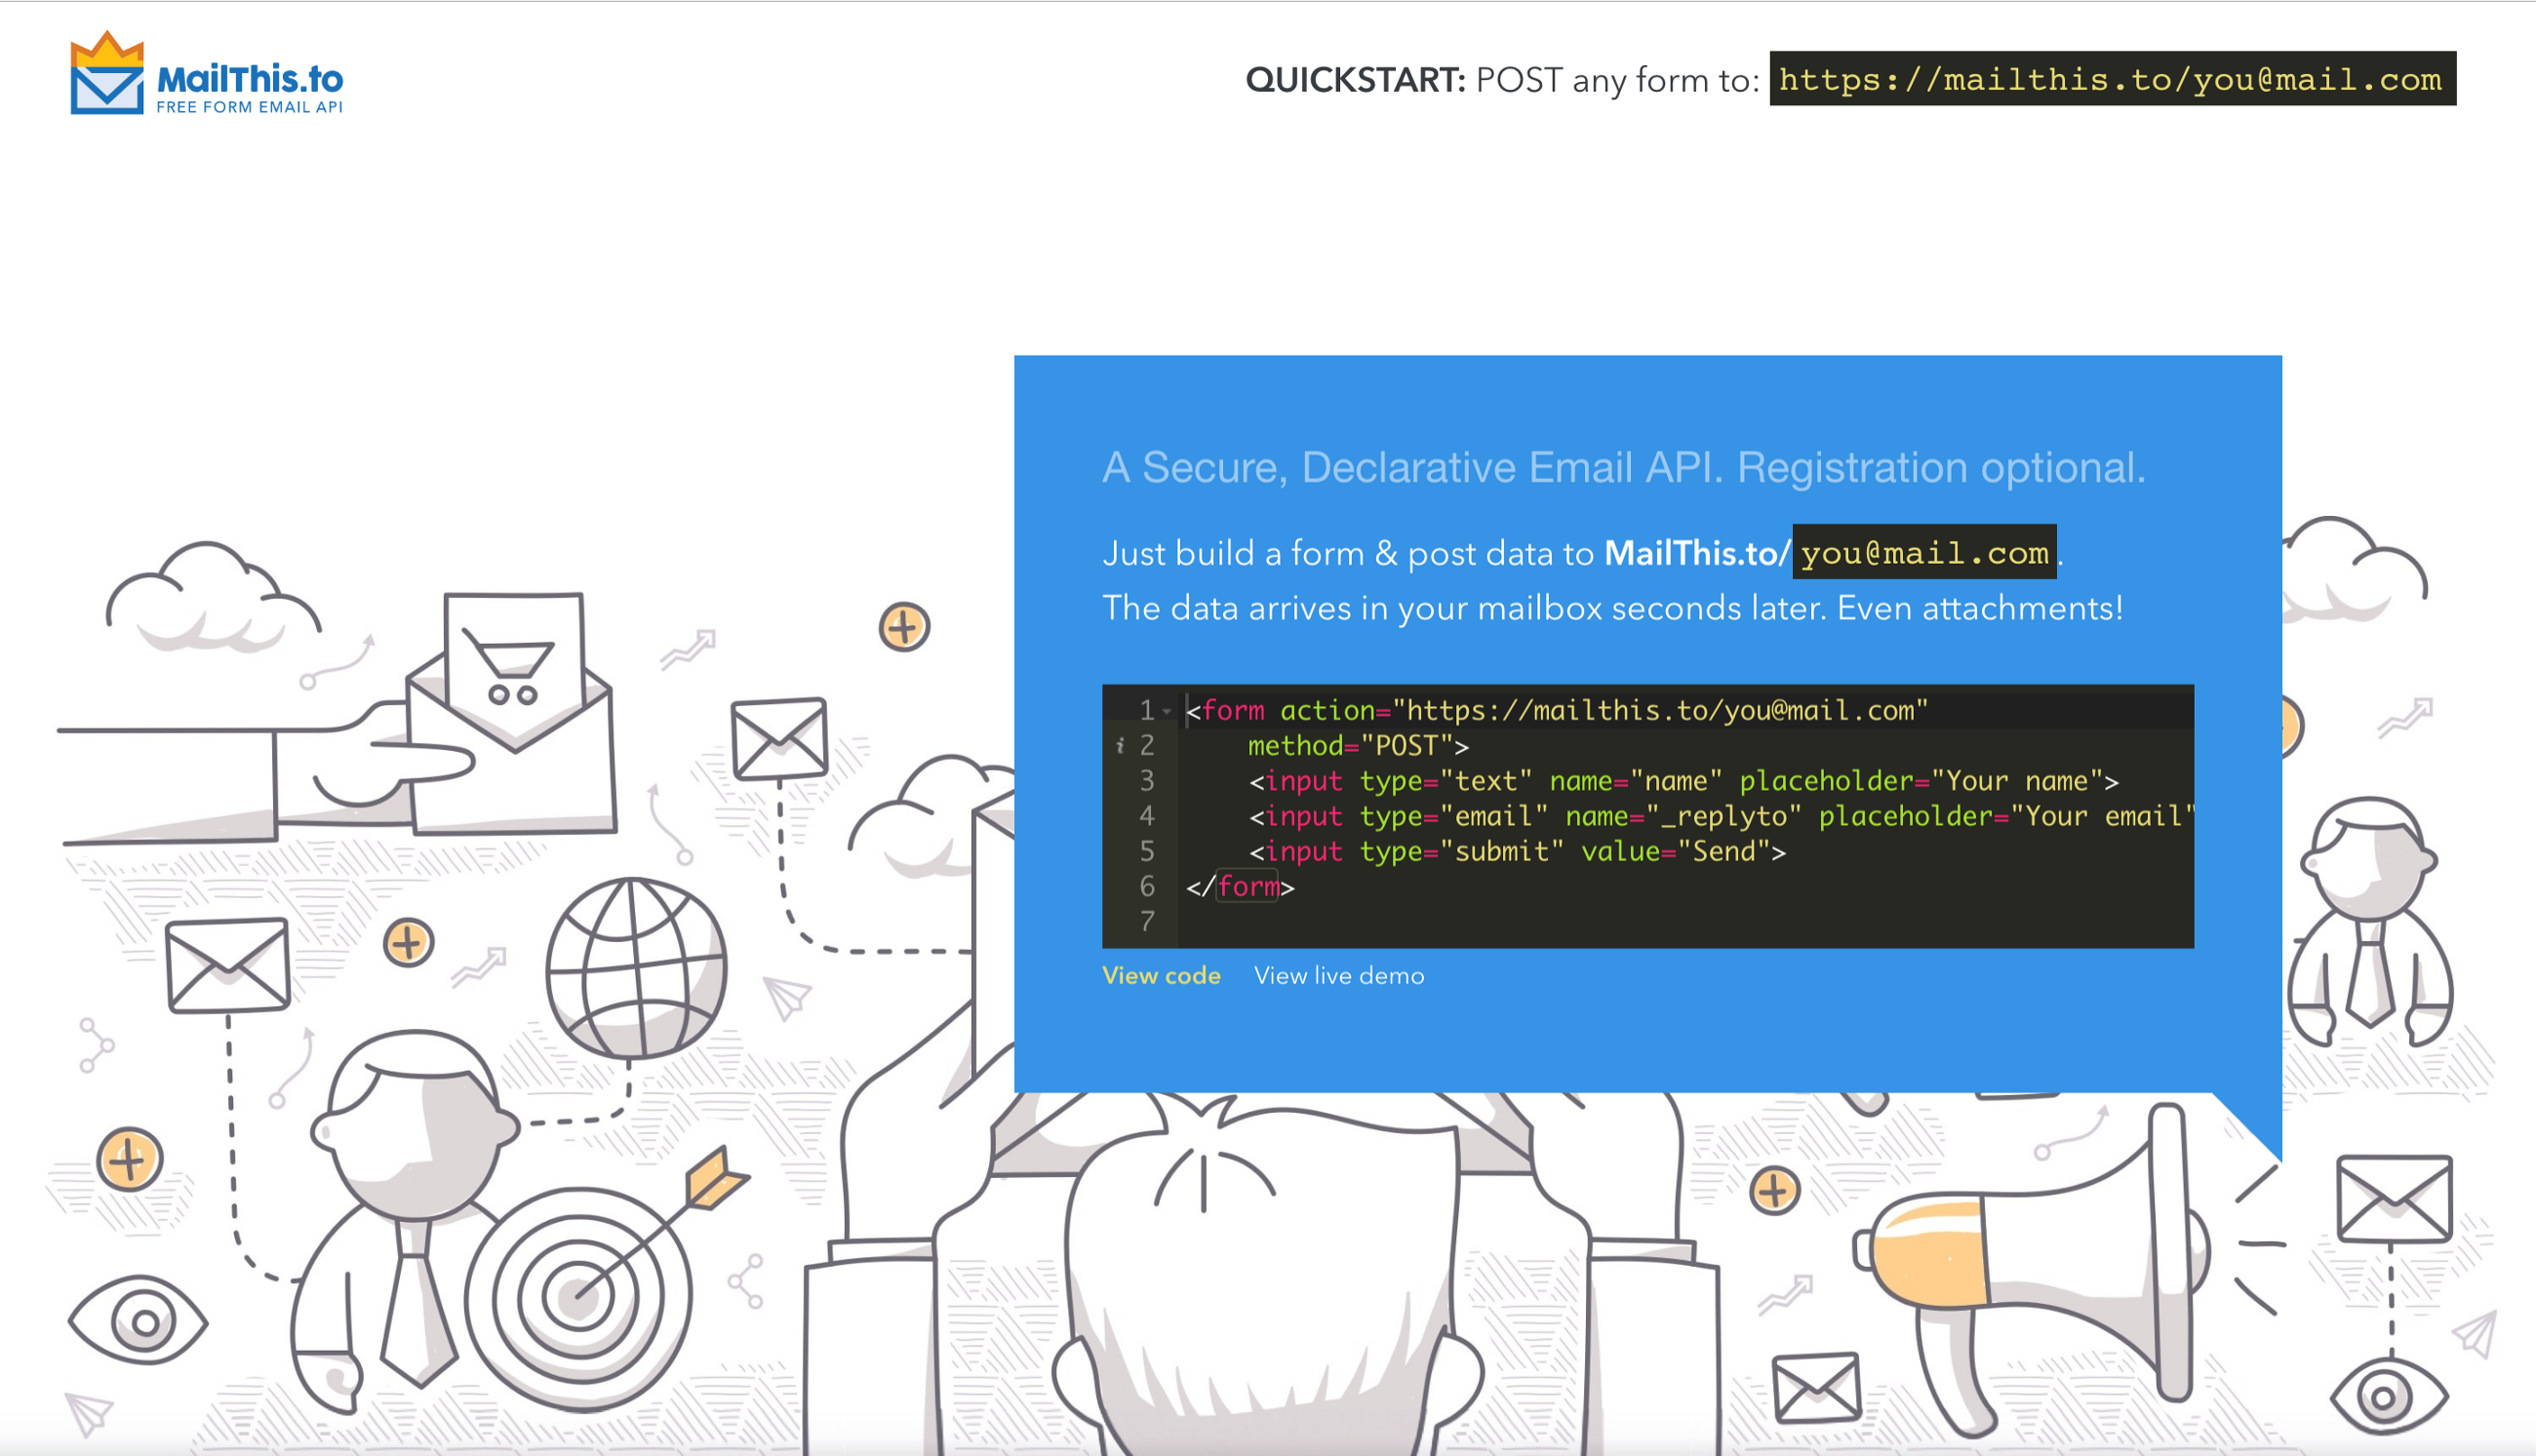 MailThis.to
FREE FORM EMAIL API
QUICKSTART: POST any form to: https://mailthis.to/you@mail.com
A Secure, Declarative Email API. Registration optional.
Just build a form & post data to MailThis.to/ you@mail.com.
The data arrives in your mailbox seconds later. Even attachments!
1 <form action="https://mailthis.to/you@mail.com"
i 2 method="POST">
3 <input type="text" name="name" placeholder="Your name">
4 <input type="email" name="_replyto" placeholder="Your email"
5 <input type="submit" value="Send">
6 </form>
7
View code View live demo